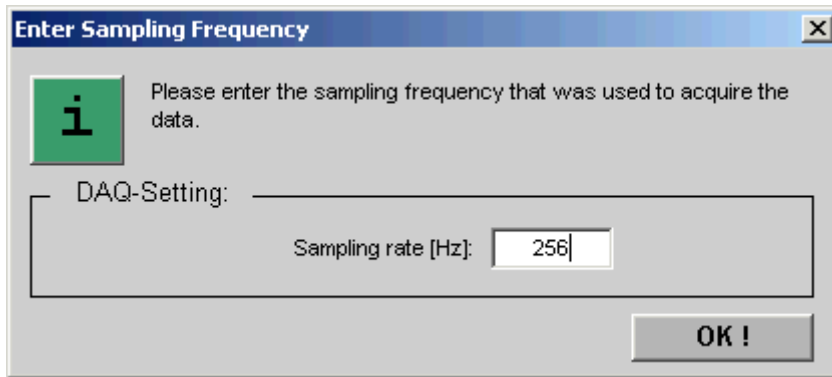 Enter Sampling Frequency
i
Please enter the sampling frequency that was used to acquire the
data.
DAQ-Setting:
Sampling rate [Hz]: 256
OK !